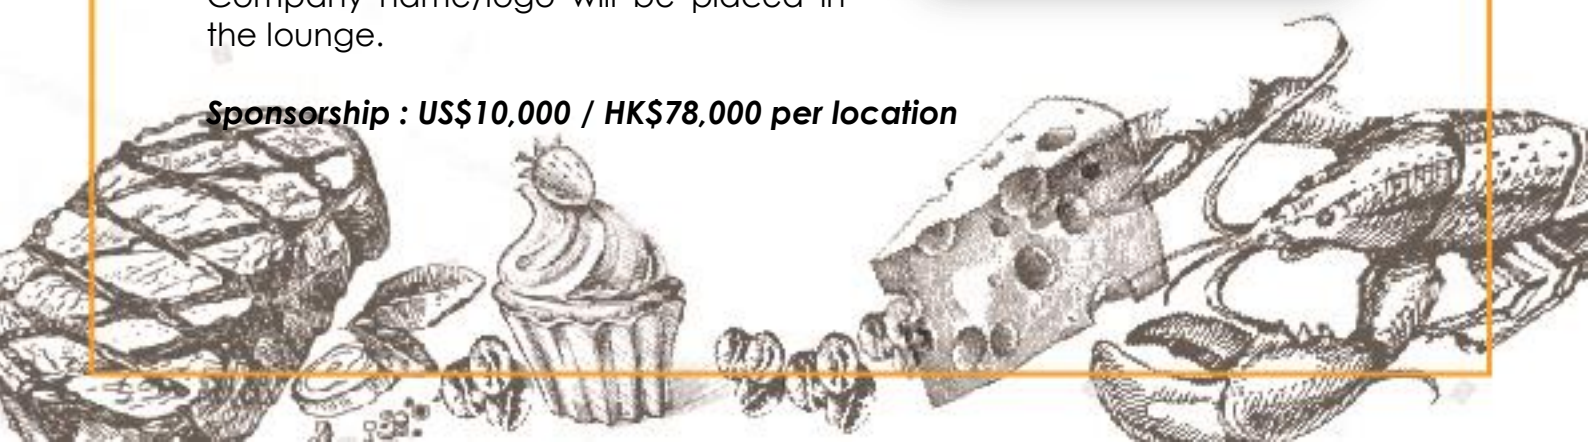 Company name/logo will be placed in
the lounge.
Sponsorship : US$10,000 / HK$78,000 per location